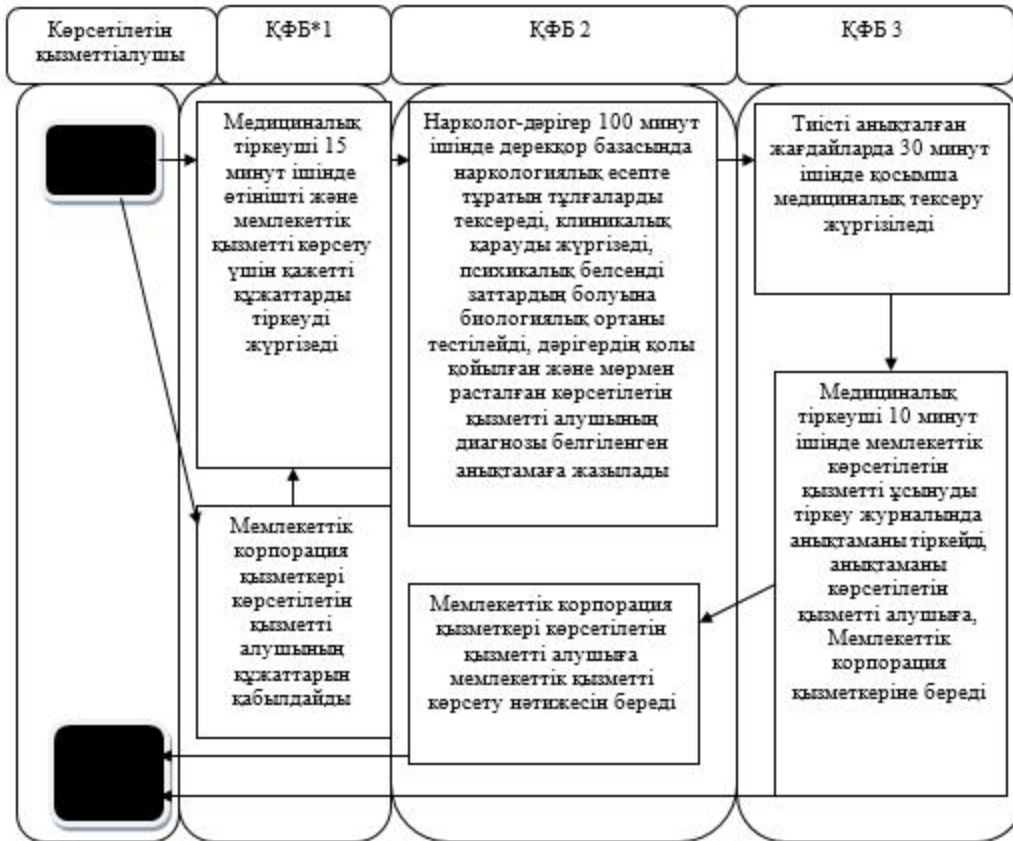 Көрсетілетін
қызметтіалушы
ҚФБ*1
ҚФБ 2
ҚФБ 3
Медициналық
тіркеуші 15
минут ішінде
өтінішті және
мемлекеттік
қызметті көрсету
үшін қажетті
құжаттарды
тіркеуді
жүргізеді
Нарколог-дәрігер 100 минут
ішінде дерекқор базасында
наркологиялық есепте
тұратын тұлғаларды
тексереді, клиникалық
қарауды жүргізеді,
психикалық белсенді
заттардың болуына
биологиялық ортаны
тестілейді, дәрігердің қолы
қойылған және мөрмен
расталған көрсетілетін
қызметті алушының
диагнозы белгіленген
анықтамаға жазылады
Тиісті анықталған
жағдайларда 30 минут
ішінде қосымша
медициналық тексеру
жүргізіледі
Медициналық
тіркеуші 10 минут
ішінде мемлекеттік
көрсетілетін
қызметті ұсынуды
тіркеу журналында
анықтаманы тіркейді,
анықтаманы
көрсетілетін
қызметті алушыға,
Мемлекеттік
корпорация
қызметкеріне береді
Мемлекеттік
корпорация
қызметкері
көрсетілетін
қызметті
алушының
құжаттарын
қабылдайды
Мемлекеттік корпорация
қызметкері көрсетілетін
қызметті алушыға
мемлекеттік қызметті
көрсету нәтижесін береді